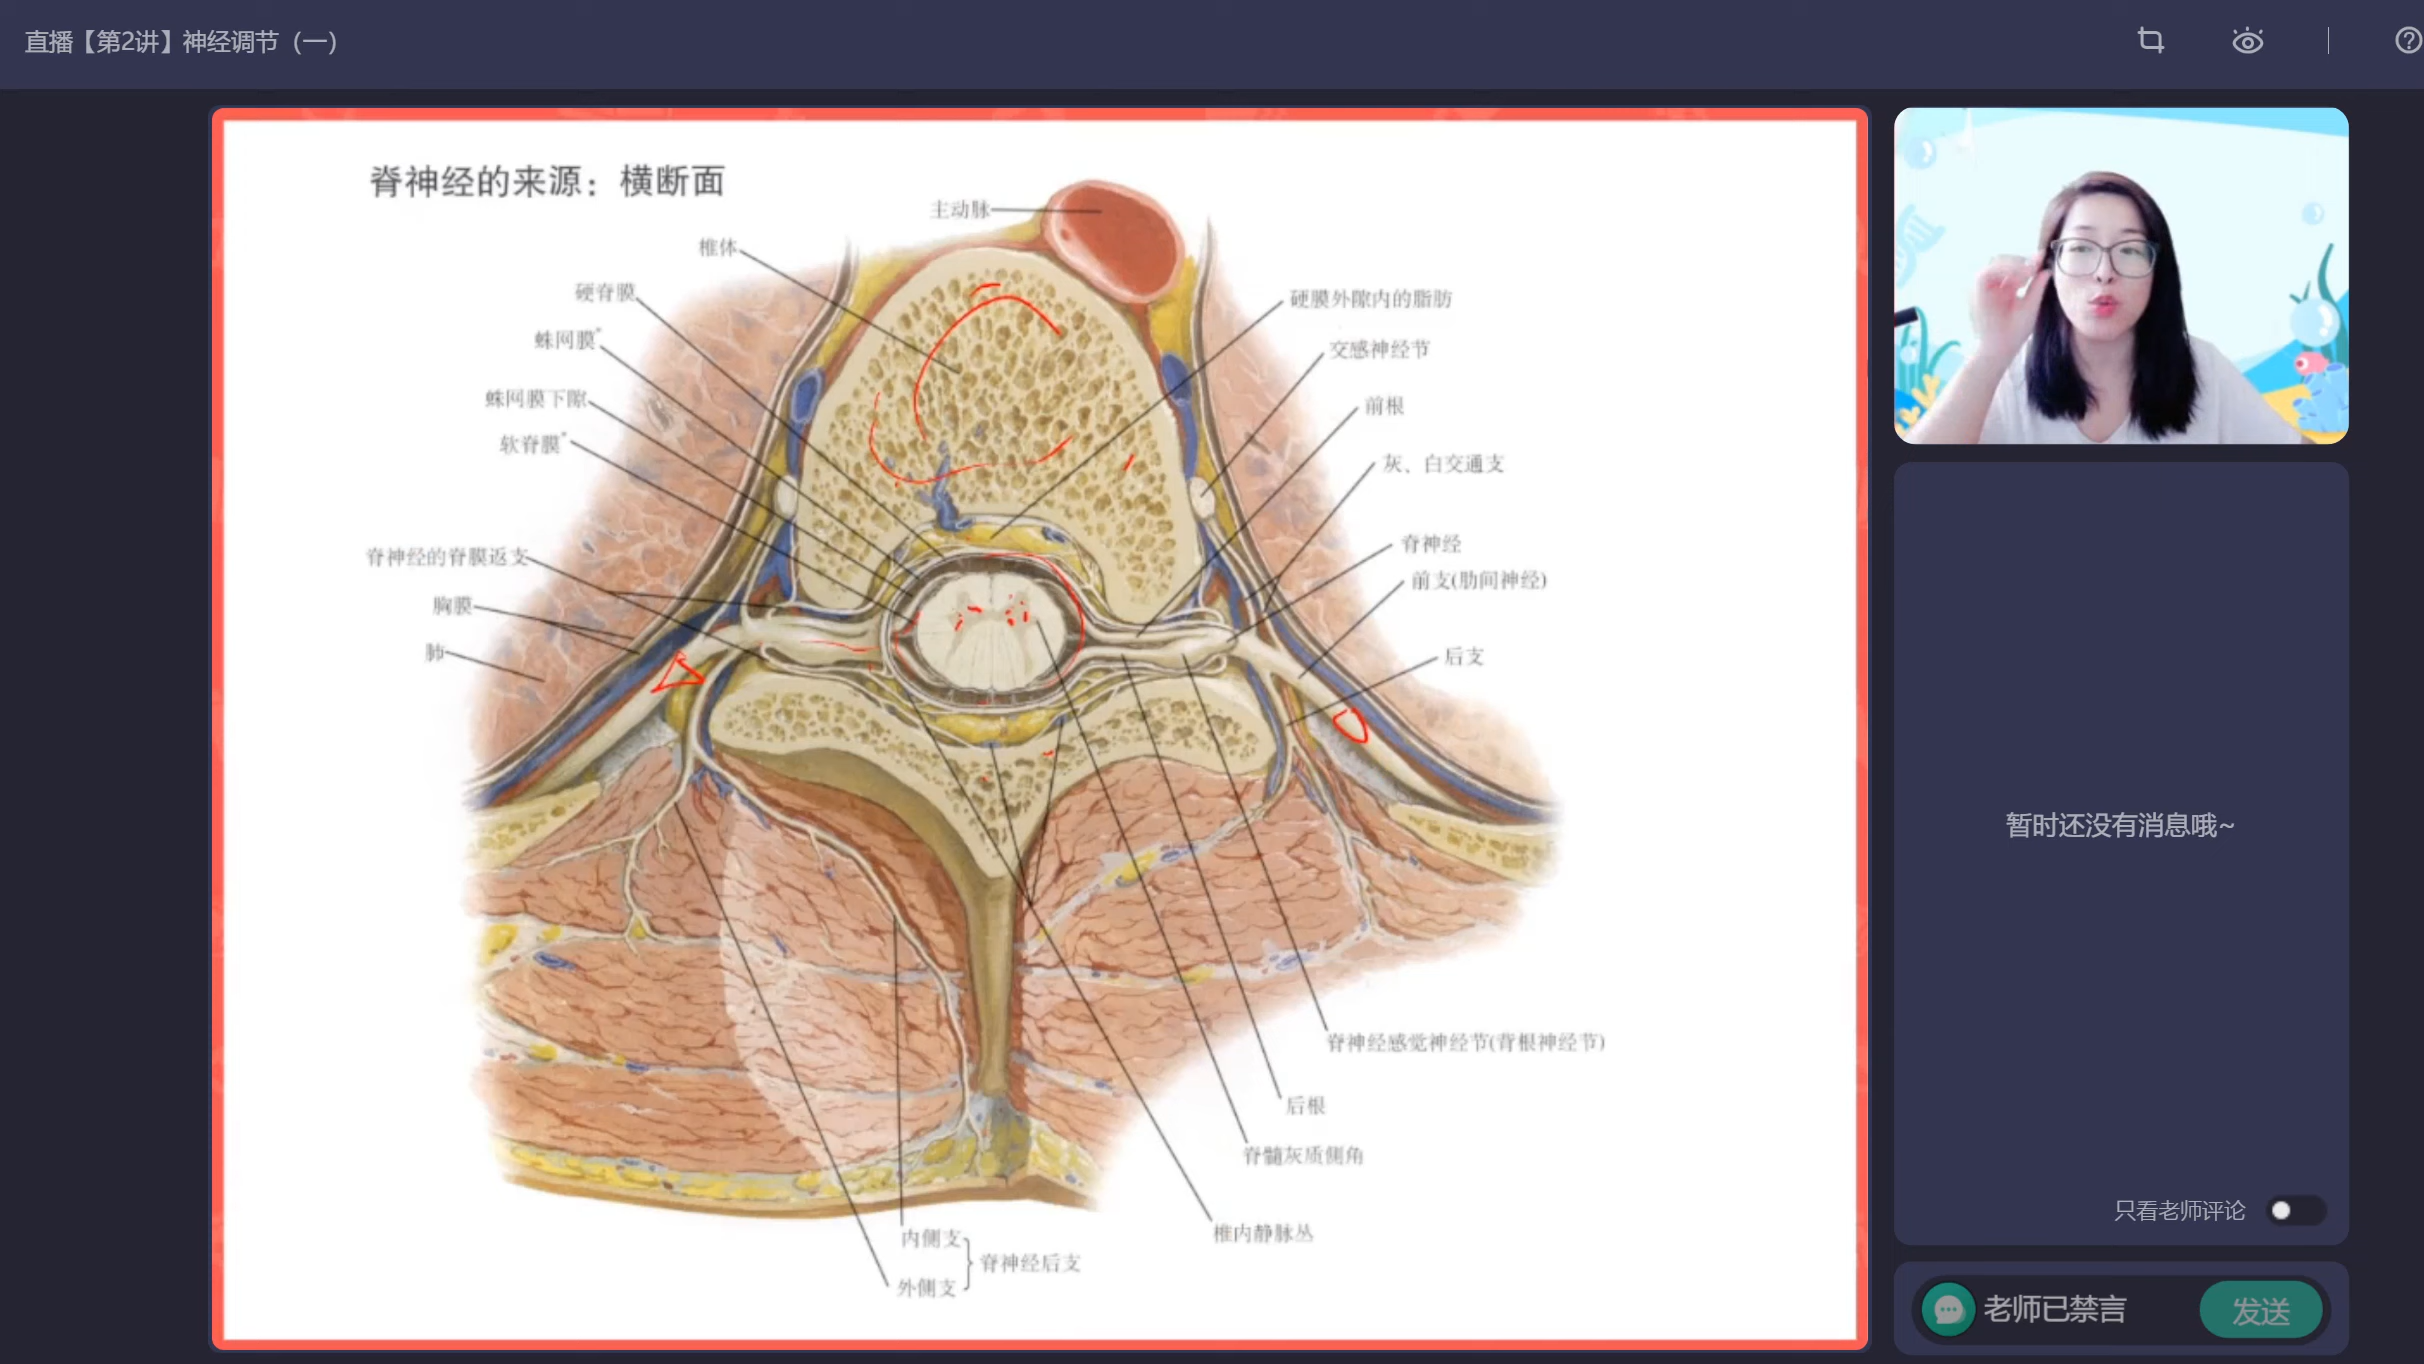 直播【第2讲】神经调节（一）
脊神经的来源：横断面
主动脉
椎体
硬脊膜
蛛网膜*
蛛网膜下隙
软脊膜*
脊神经的脊膜返支
胸膜
肺
硬膜外隙内的脂肪
交感神经节
前根
灰、白交通支
脊神经
前支(肋间神经)
后支
脊神经感觉神经节(背根神经节)
后根
脊髓灰质侧角
椎内静脉丛
内侧支
外侧支
脊神经后支
暂时还没有消息哦~
只看老师评论
老师已禁言
发送